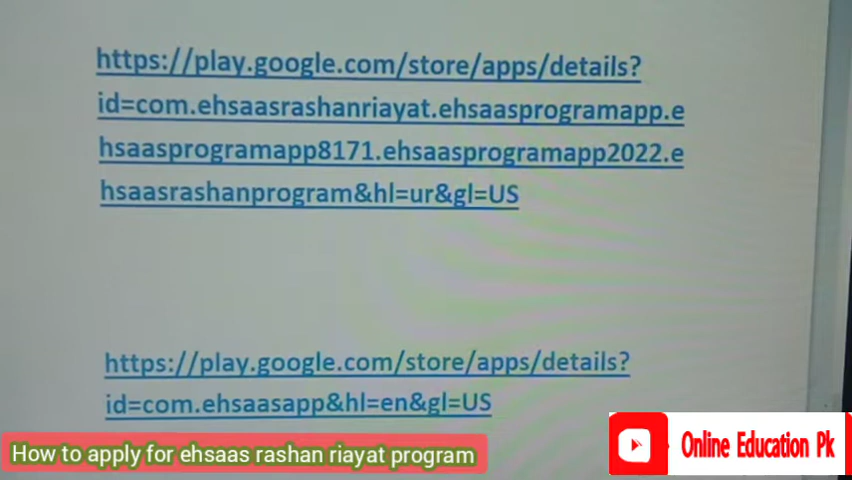 https://play.google.com/store/apps/details?
id=com.ehsaasrashanriayat.ehsaasprogramapp.e
hsaasprogramapp8171.ehsaasprogramapp2022.e
hsaasrashanprogram&hl=ur&gl=US
https://play.google.com/store/apps/details?
id=com.ehsaasapp&hl=en&gl=US
How to apply for ehsaas rashan riayat program
Online Education Pk